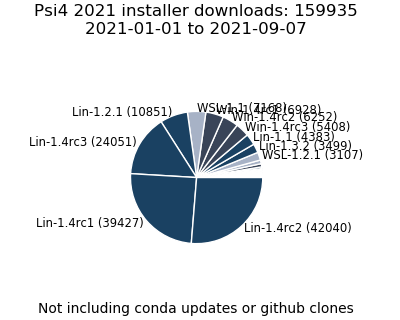 Psi4 2021 installer downloads: 159935
2021-01-01 to 2021-09-07
Lin-1.2.1 (10851)
(6928)
Win-1.4rc2 (6252)
Win-1.4rc3 (5408)
Lin-1.1 (4383)
Lin-1.3.2 (3499)
WSL-1.2.1 (3107)
Lin-1.4rc3 (24051)
Lin-1.4rc1 (39427)
Lin-1.4rc2 (42040)
Not including conda updates or github clones